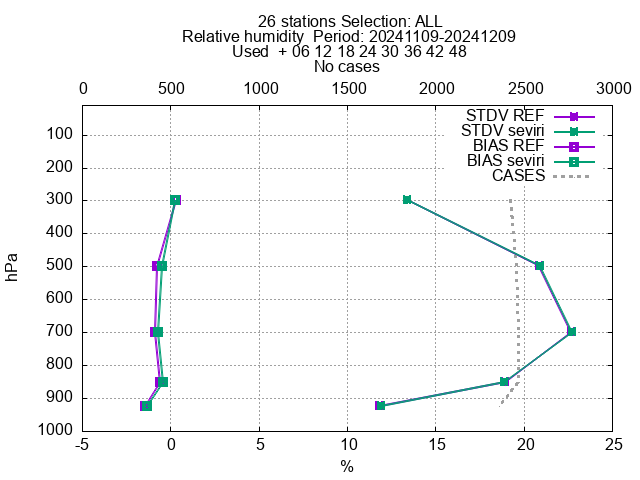 26 stations Selection: ALL
Relative humidity  Period: 20241109-20241209
Used  + 06 12 18 24 30 36 42 48
No cases
0 500 1000 1500 2000 2500 3000
STDV REF
STDV seviri
BIAS REF
BIAS seviri
CASES
100
200
300
400
500
600
700
800
900
1000
hPa
-5 0 5 10 15 20 25
%